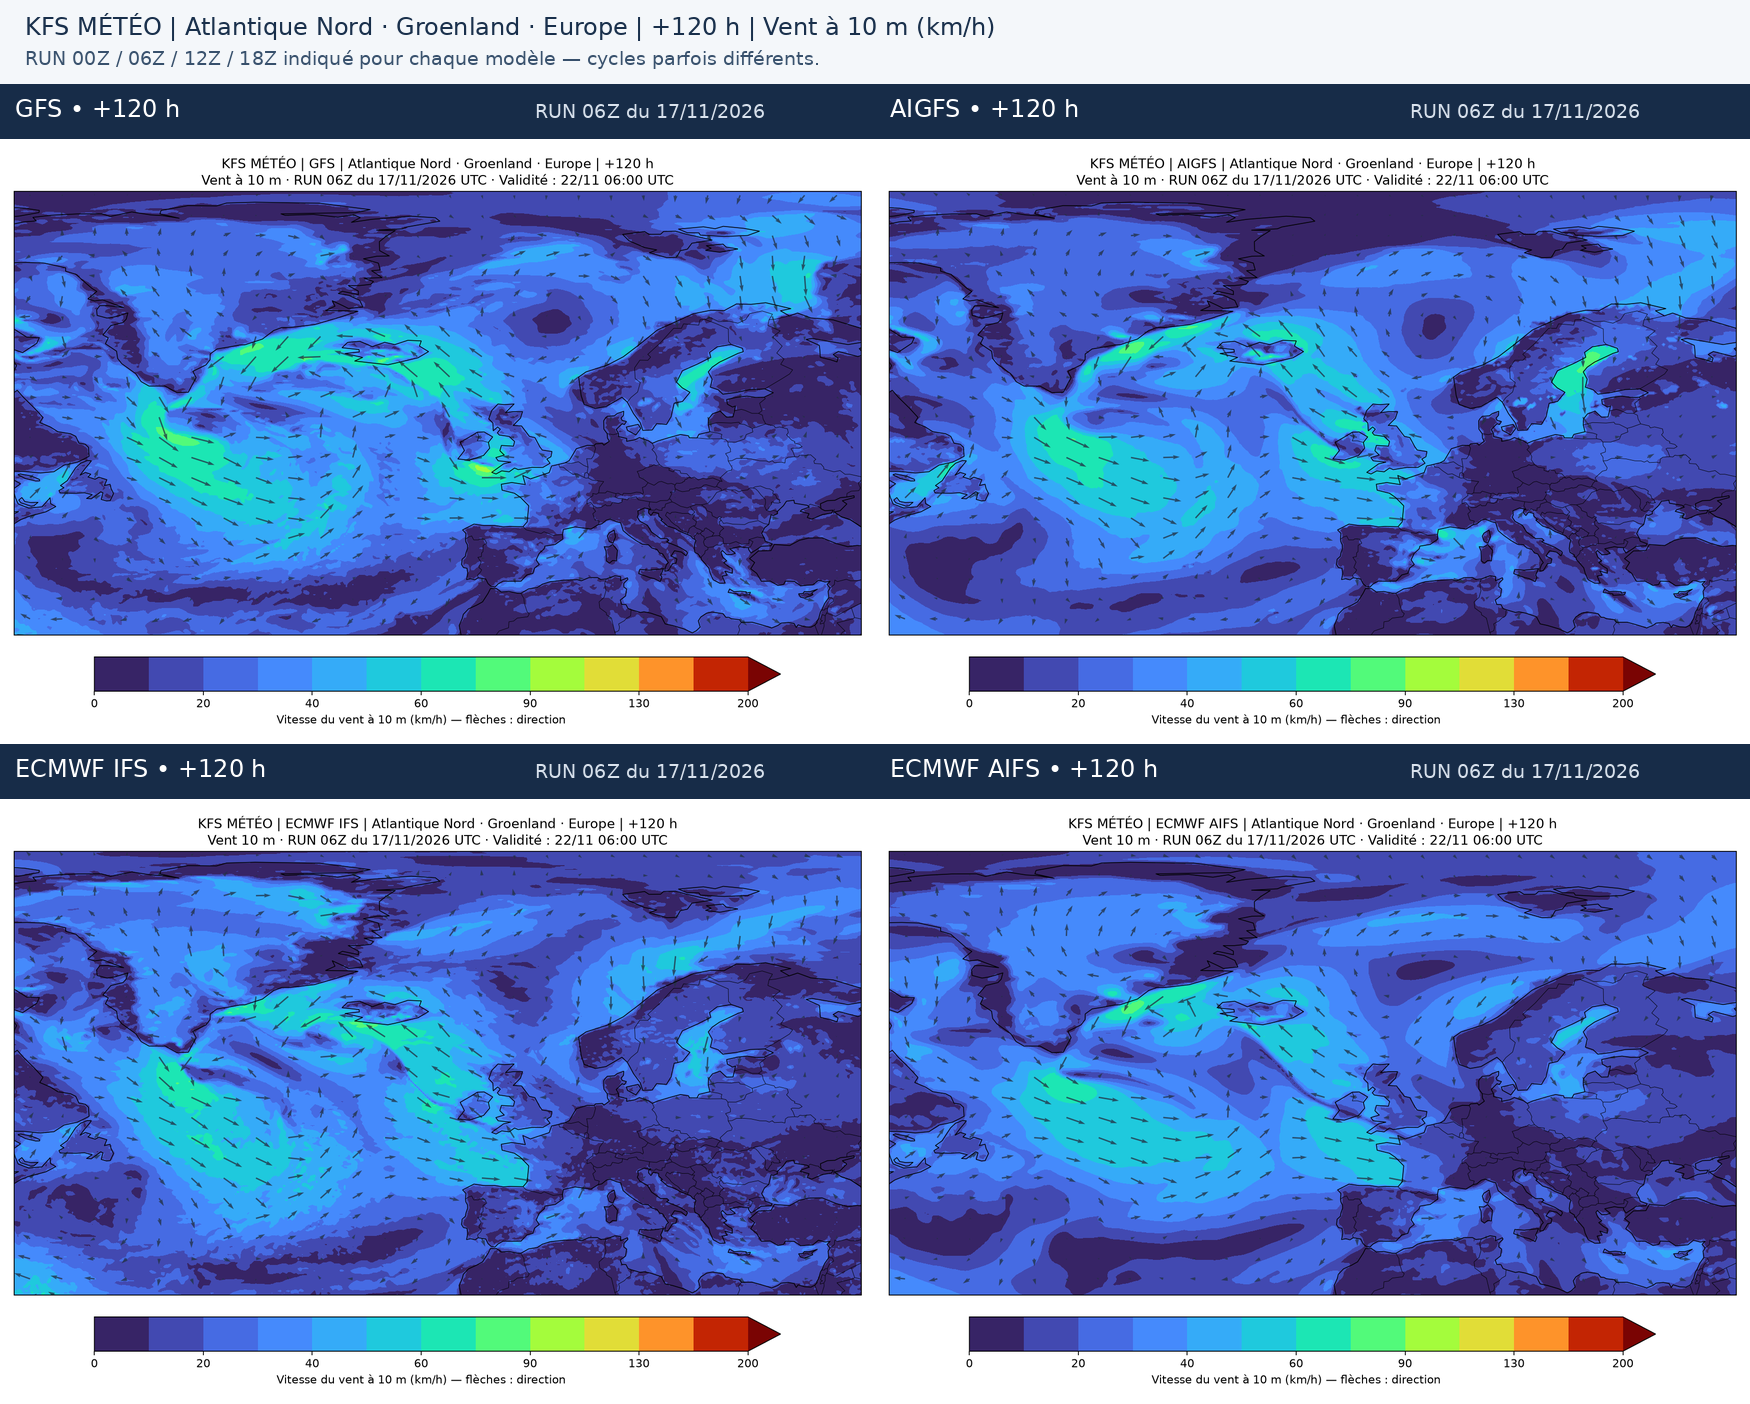 KFS MÉTÉO | Atlantique Nord · Groenland · Europe | +120 h | Vent à 10 m (km/h)
RUN 00Z / 06Z / 12Z / 18Z indiqué pour chaque modèle — cycles parfois différents.
GFS • +120 h
RUN 06Z du 17/11/2026
KFS MÉTÉO | GFS | Atlantique Nord · Groenland · Europe | +120 h
Vent à 10 m · RUN 06Z du 17/11/2026 UTC · Validité : 22/11 06:00 UTC
0 20 40 60 90 130 200
Vitesse du vent à 10 m (km/h) — flèches : direction
AIGFS • +120 h
RUN 06Z du 17/11/2026
KFS MÉTÉO | AIGFS | Atlantique Nord · Groenland · Europe | +120 h
Vent à 10 m · RUN 06Z du 17/11/2026 UTC · Validité : 22/11 06:00 UTC
0 20 40 60 90 130 200
Vitesse du vent à 10 m (km/h) — flèches : direction
ECMWF IFS • +120 h
RUN 06Z du 17/11/2026
KFS MÉTÉO | ECMWF IFS | Atlantique Nord · Groenland · Europe | +120 h
Vent 10 m · RUN 06Z du 17/11/2026 UTC · Validité : 22/11 06:00 UTC
0 20 40 60 90 130 200
Vitesse du vent à 10 m (km/h) — flèches : direction
ECMWF AIFS • +120 h
RUN 06Z du 17/11/2026
KFS MÉTÉO | ECMWF AIFS | Atlantique Nord · Groenland · Europe | +120 h
Vent 10 m · RUN 06Z du 17/11/2026 UTC · Validité : 22/11 06:00 UTC
0 20 40 60 90 130 200
Vitesse du vent à 10 m (km/h) — flèches : direction